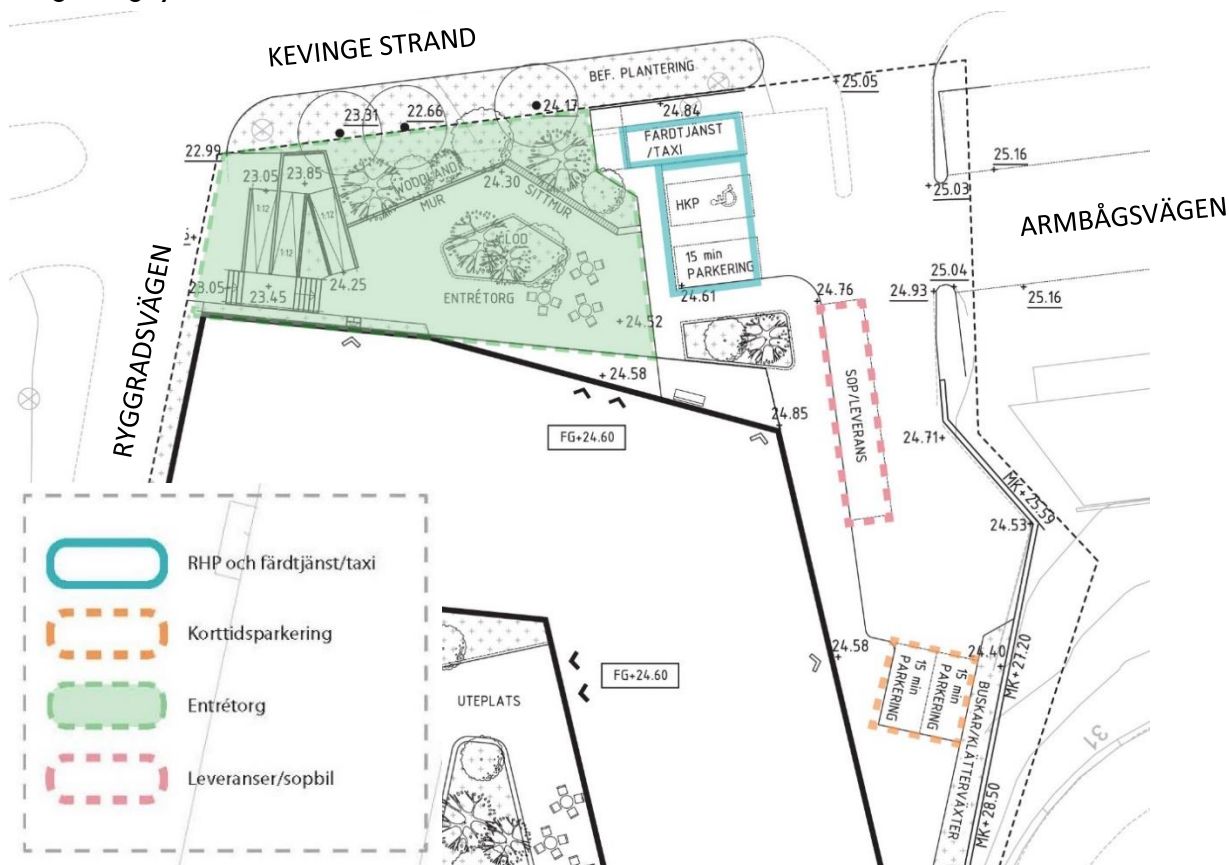 KEVINGE STRAND
BEF. PLANTERING
25.05
23.31
22.66
24.17
24.84
FÄRDTJÄNST
/TAXI
22.99
23.05
23.85
WOODLAND
24.30
SITTMUR
MUR
HKP
25.16
25.03
ARMBÅGSVÄGEN
1:12
1:12
1:12
GLOD
15 min
PARKERING
RYGGRADSVÄGEN
23.05
23.45
24.25
ENTRÉTORG
24.52
24.61
24.76
24.93
25.04
25.16
24.58
SOP/LEVERANS
24.85
FG+24.60
24.71
MK+25.59
24.53
RHP och färdtjänst/taxi
Korttidsparkering
Entrétorg
Leveranser/sopbil
UTEPLATS
FG+24.60
24.58
24.40
15 min
PARKERING
15 min
PARKERING
BUSKAR/KLÄTTERVÄXTER
MK+27.20
MK+28.50
31